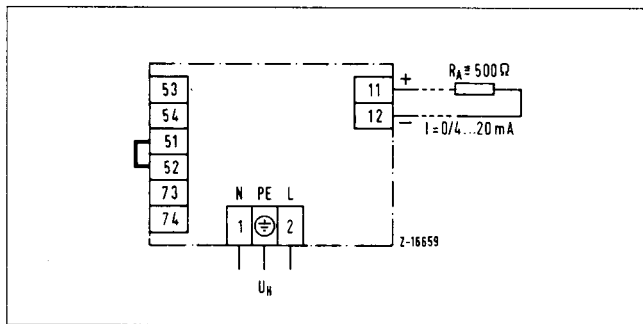 53
54
51
52
73
74
11
12
+
−
R_A ≦ 500 Ω
I = 0/4...20 mA
N PE L
1 2
Z-16659
U_H